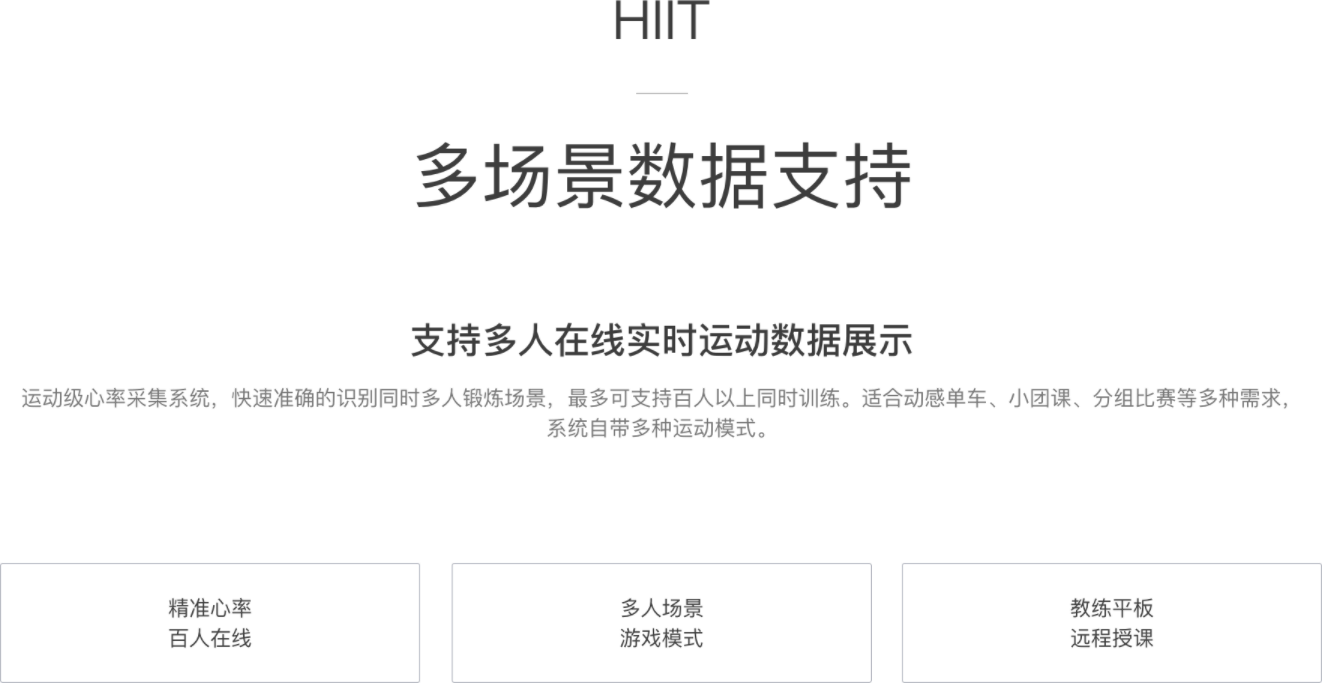 HIIT
多场景数据支持
支持多人在线实时运动数据展示
运动级心率采集系统，快速准确的识别同时多人锻炼场景，最多可支持百人以上同时训练。适合动感单车、小团课、分组比赛等多种需求，
系统自带多种运动模式。
精准心率
百人在线
多人场景
游戏模式
教练平板
远程授课